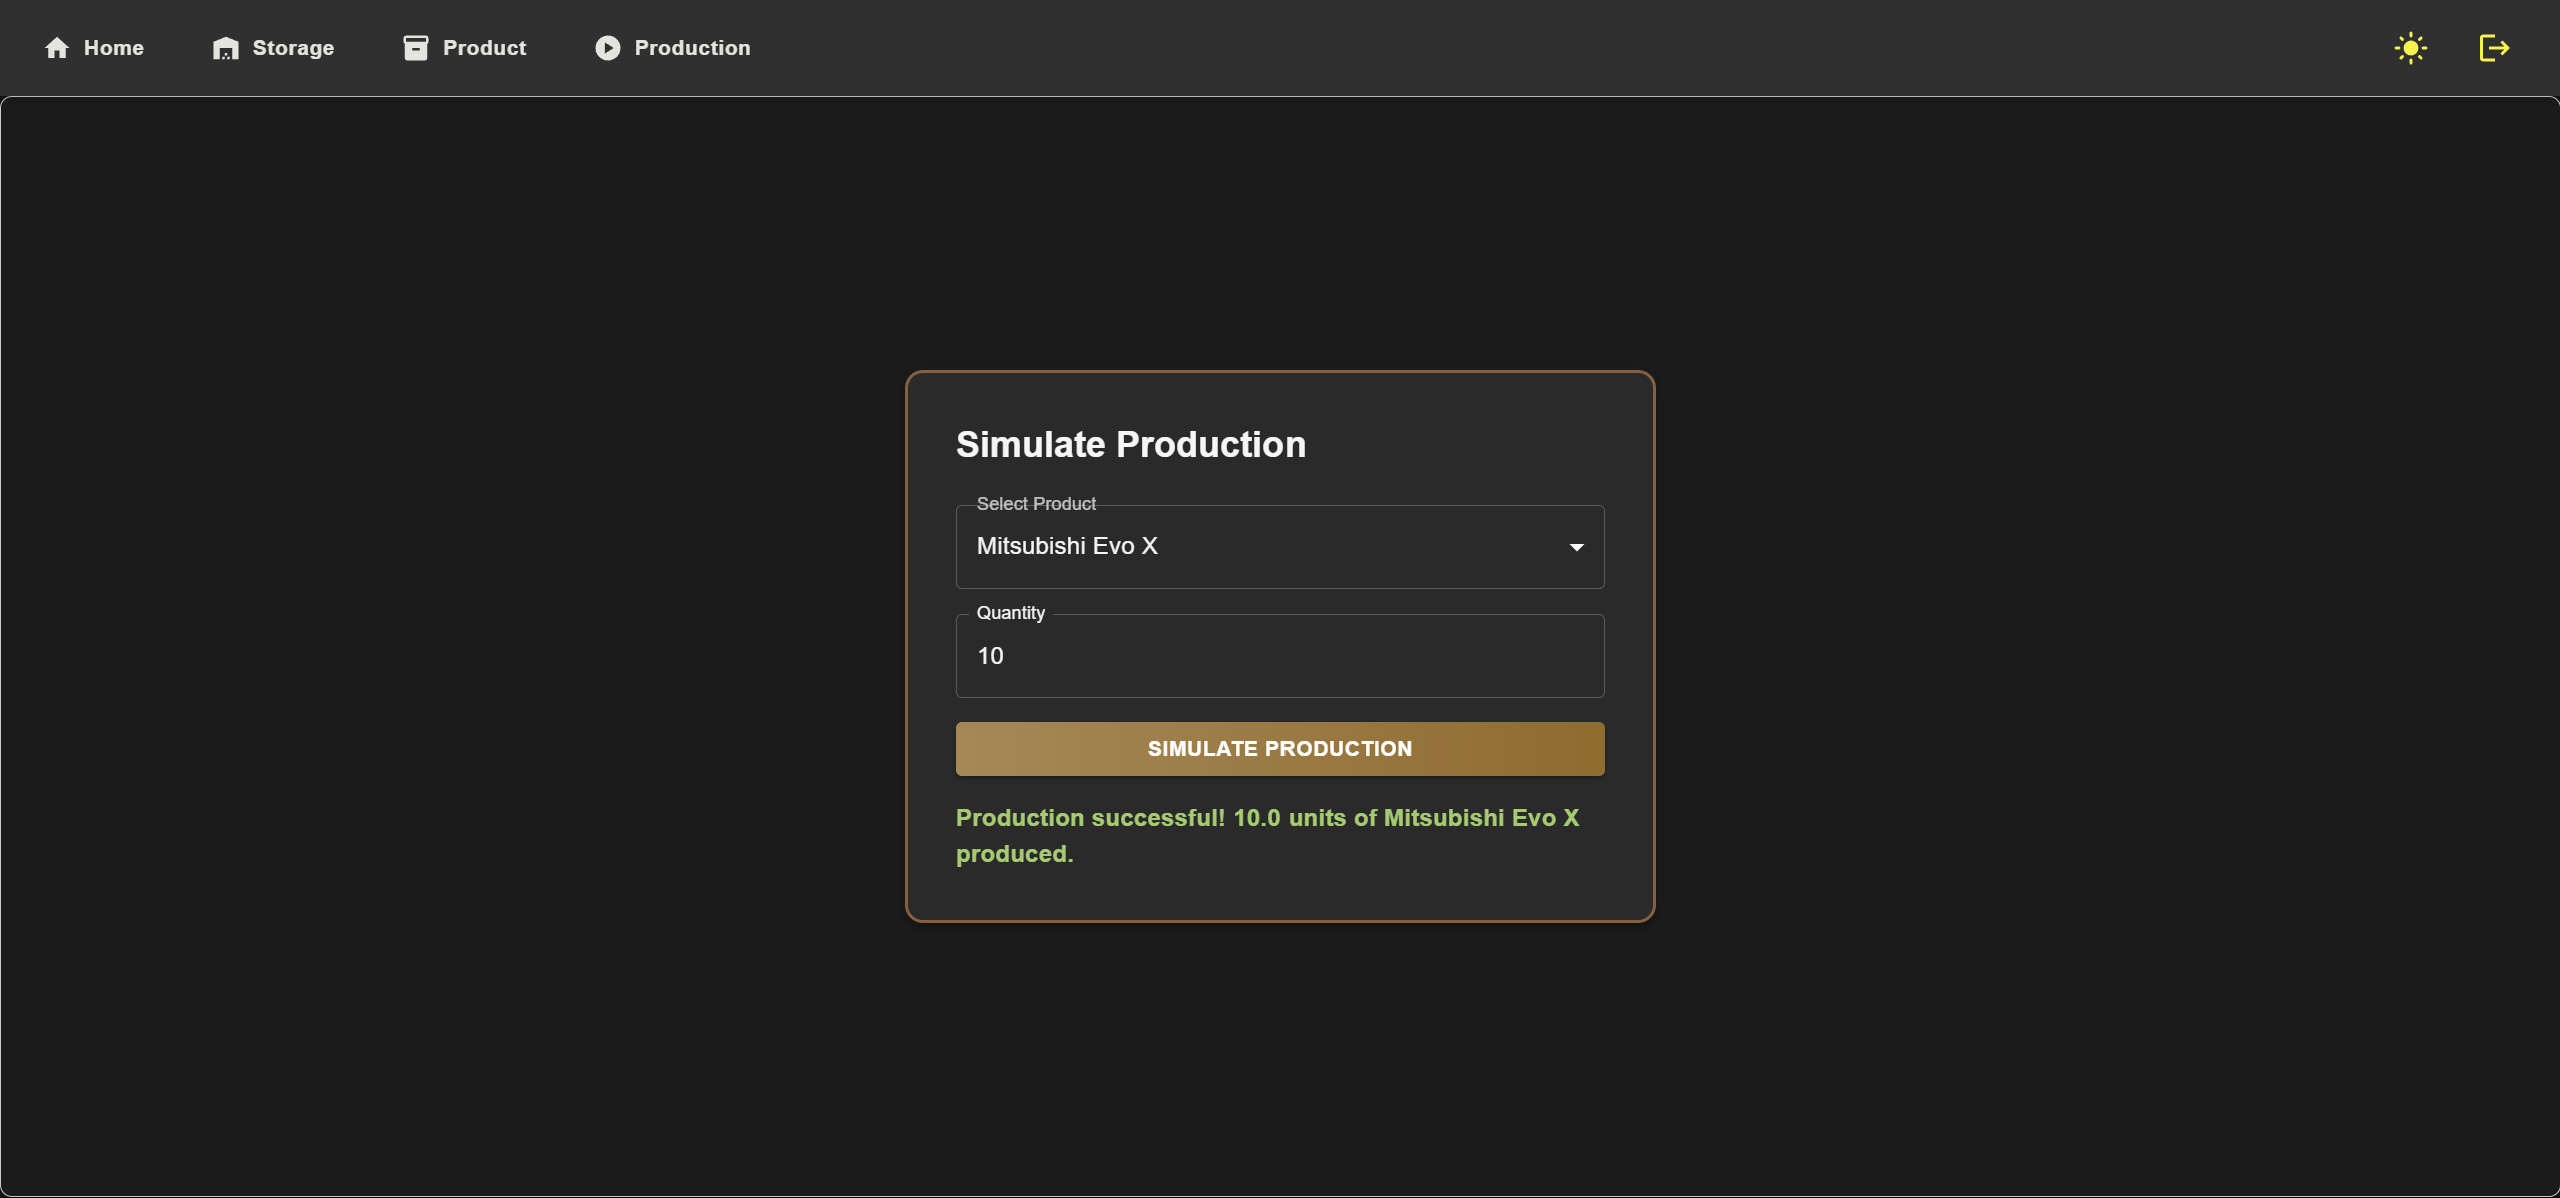 Home Storage Product Production
Simulate Production
Select Product
Mitsubishi Evo X
Quantity
10
SIMULATE PRODUCTION
Production successful! 10.0 units of Mitsubishi Evo X
produced.